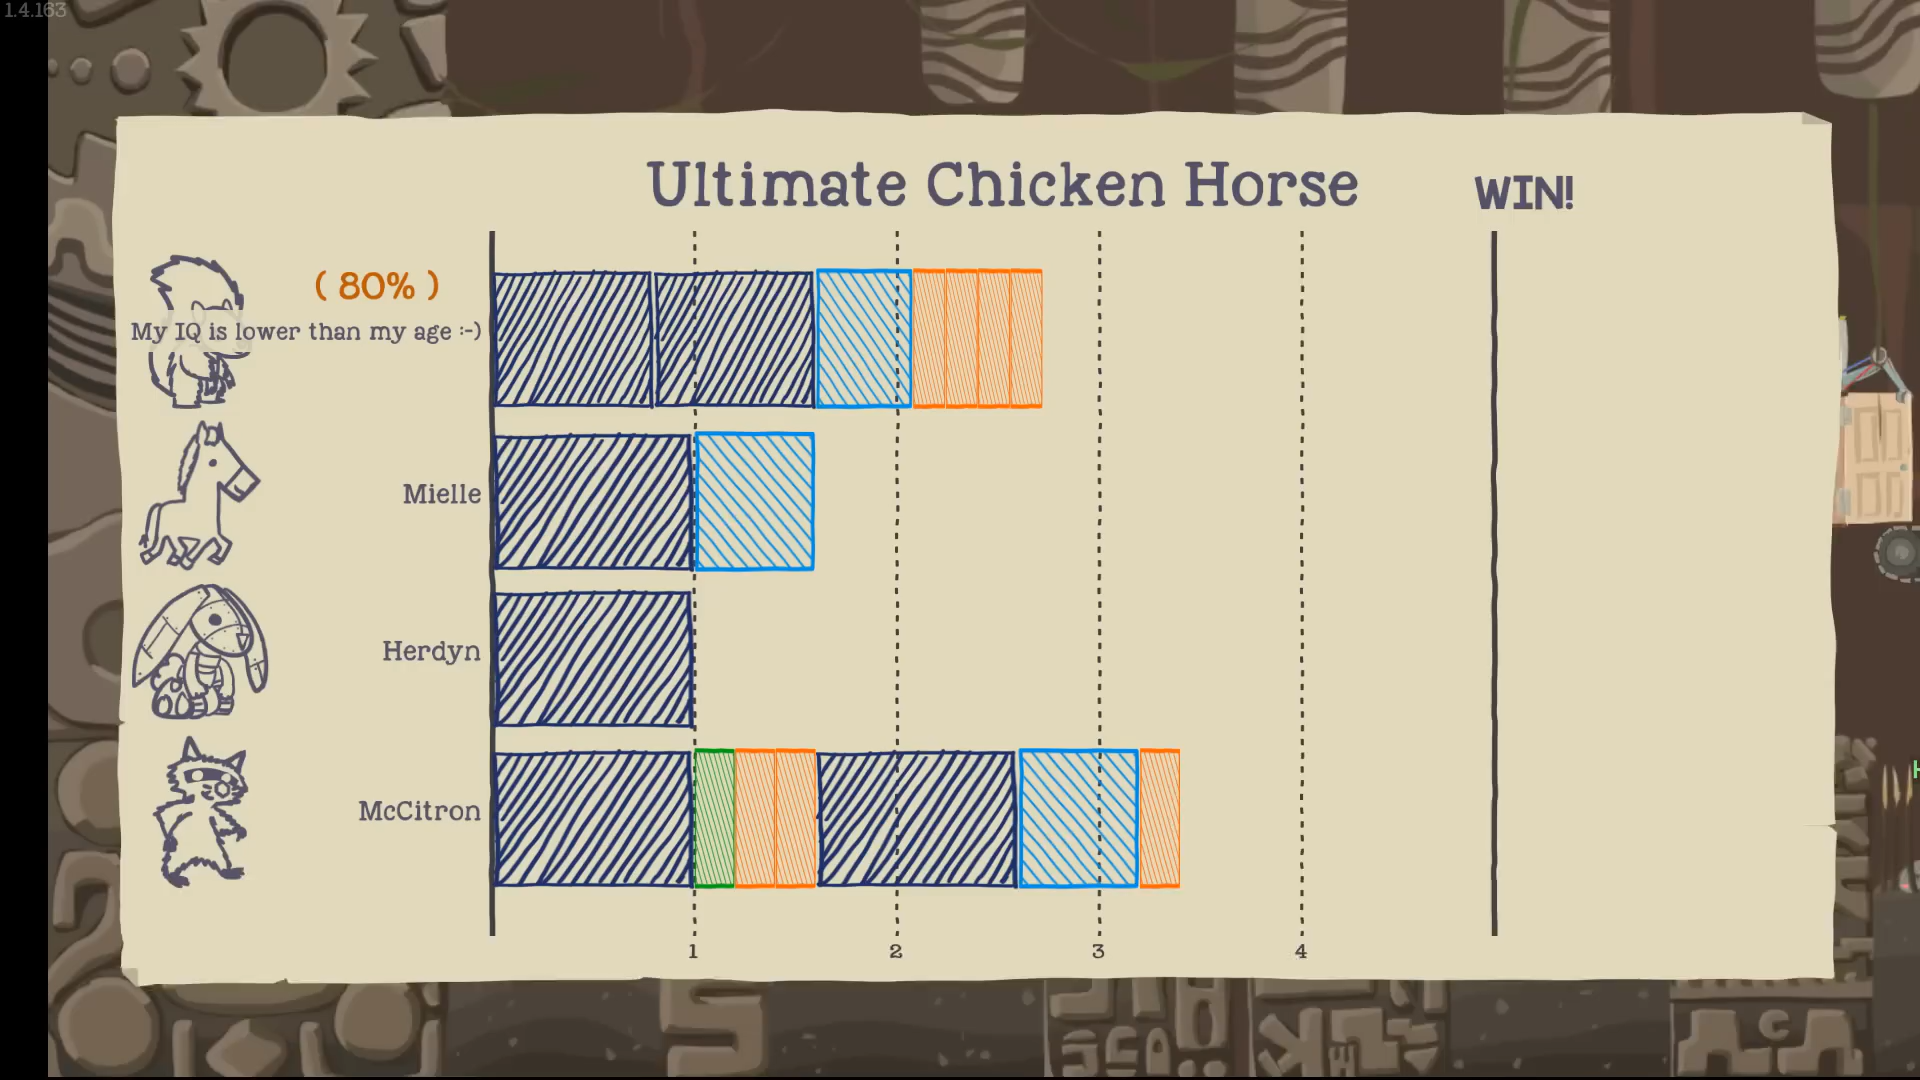 1.4.163
Ultimate Chicken Horse
WIN!
( 80% )
My IQ is lower than my age :-)
Mielle
Herdyn
McCitron
1 2 3 4